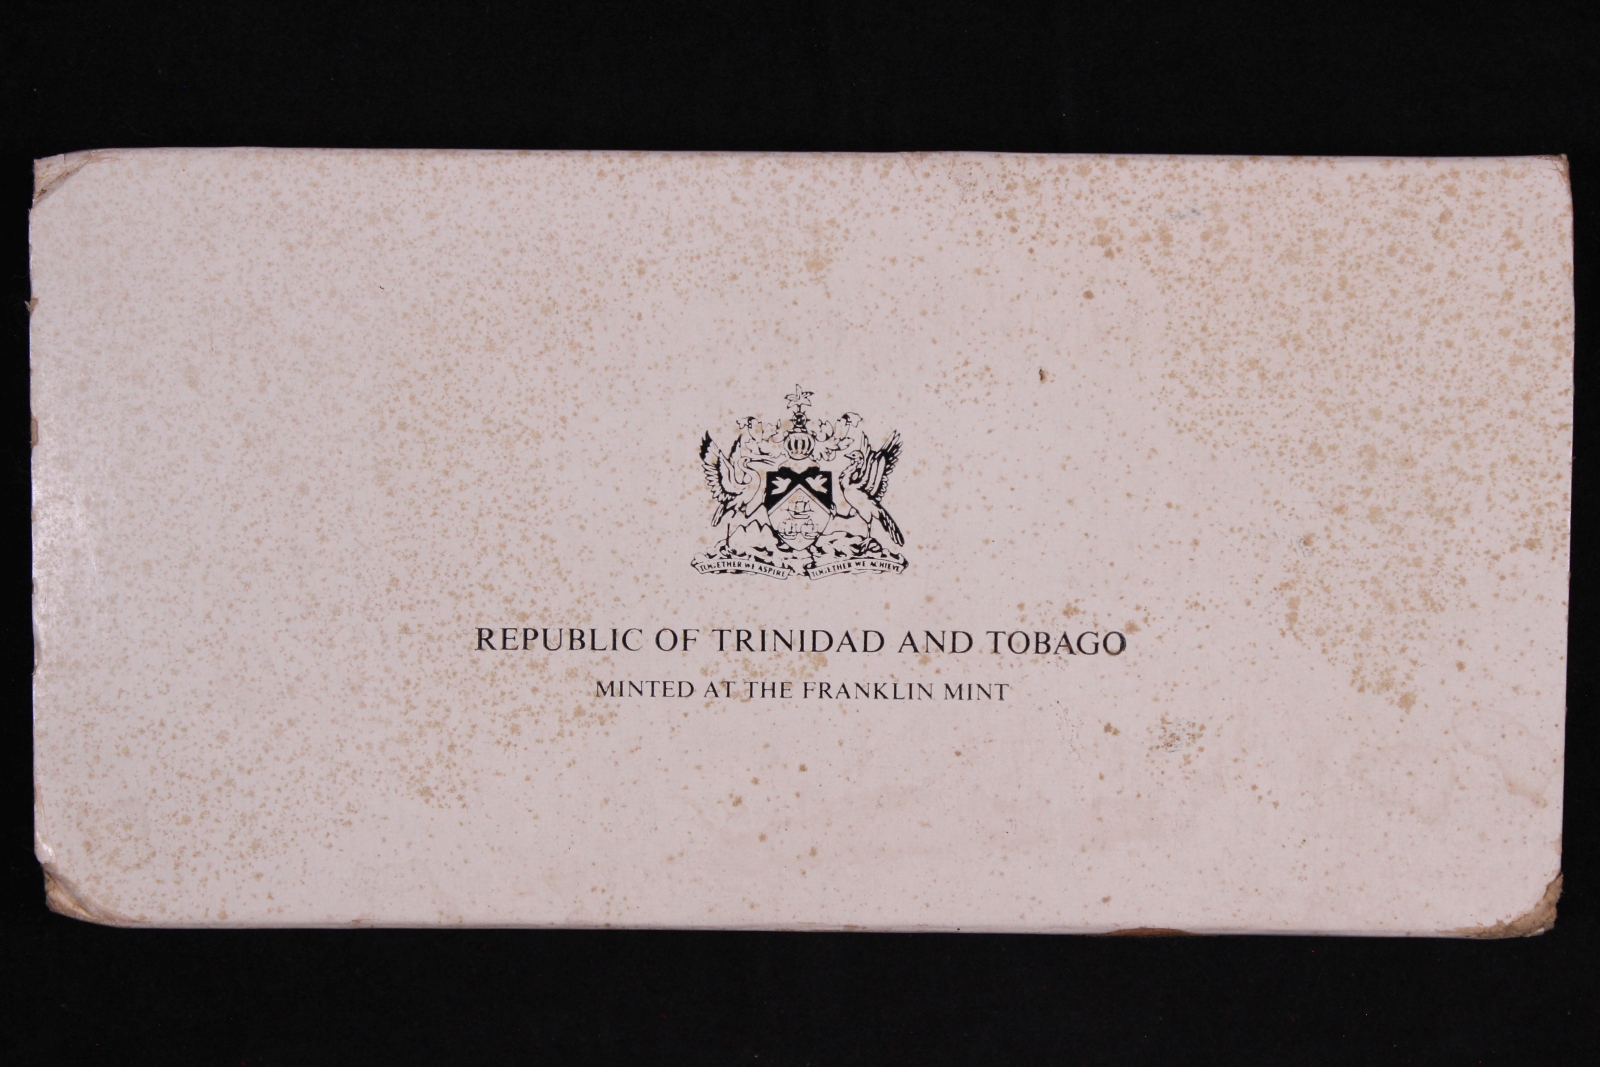 TOGETHER WE ASPIRE TOGETHER WE ACHIEVE
REPUBLIC OF TRINIDAD AND TOBAGO
MINTED AT THE FRANKLIN MINT